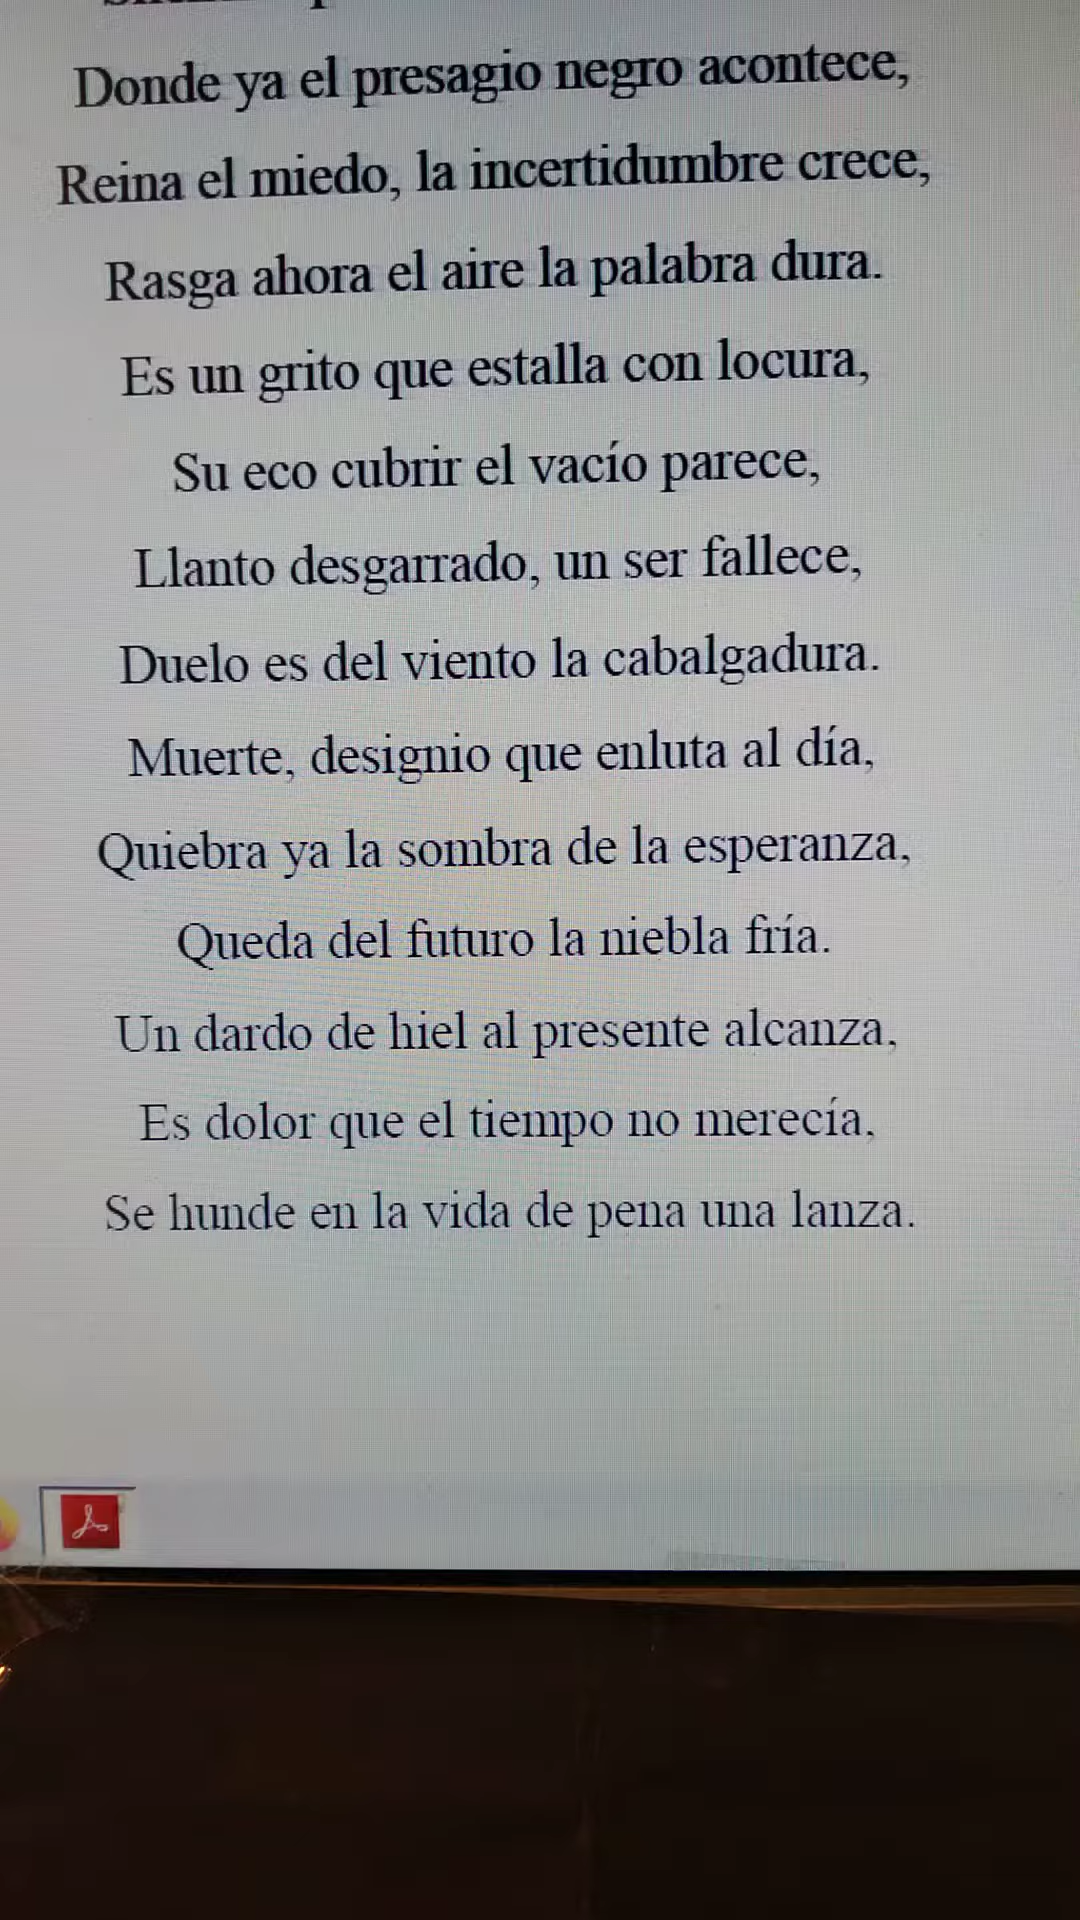 Donde ya el presagio negro acontece,
Reina el miedo, la incertidumbre crece,
Rasga ahora el aire la palabra dura.
Es un grito que estalla con locura,
Su eco cubrir el vacío parece,
Llanto desgarrado, un ser fallece,
Duelo es del viento la cabalgadura.
Muerte, designio que enluta al día,
Quiebra ya la sombra de la esperanza,
Queda del futuro la niebla fría.
Un dardo de hiel al presente alcanza,
Es dolor que el tiempo no merecía,
Se hunde en la vida de pena una lanza.